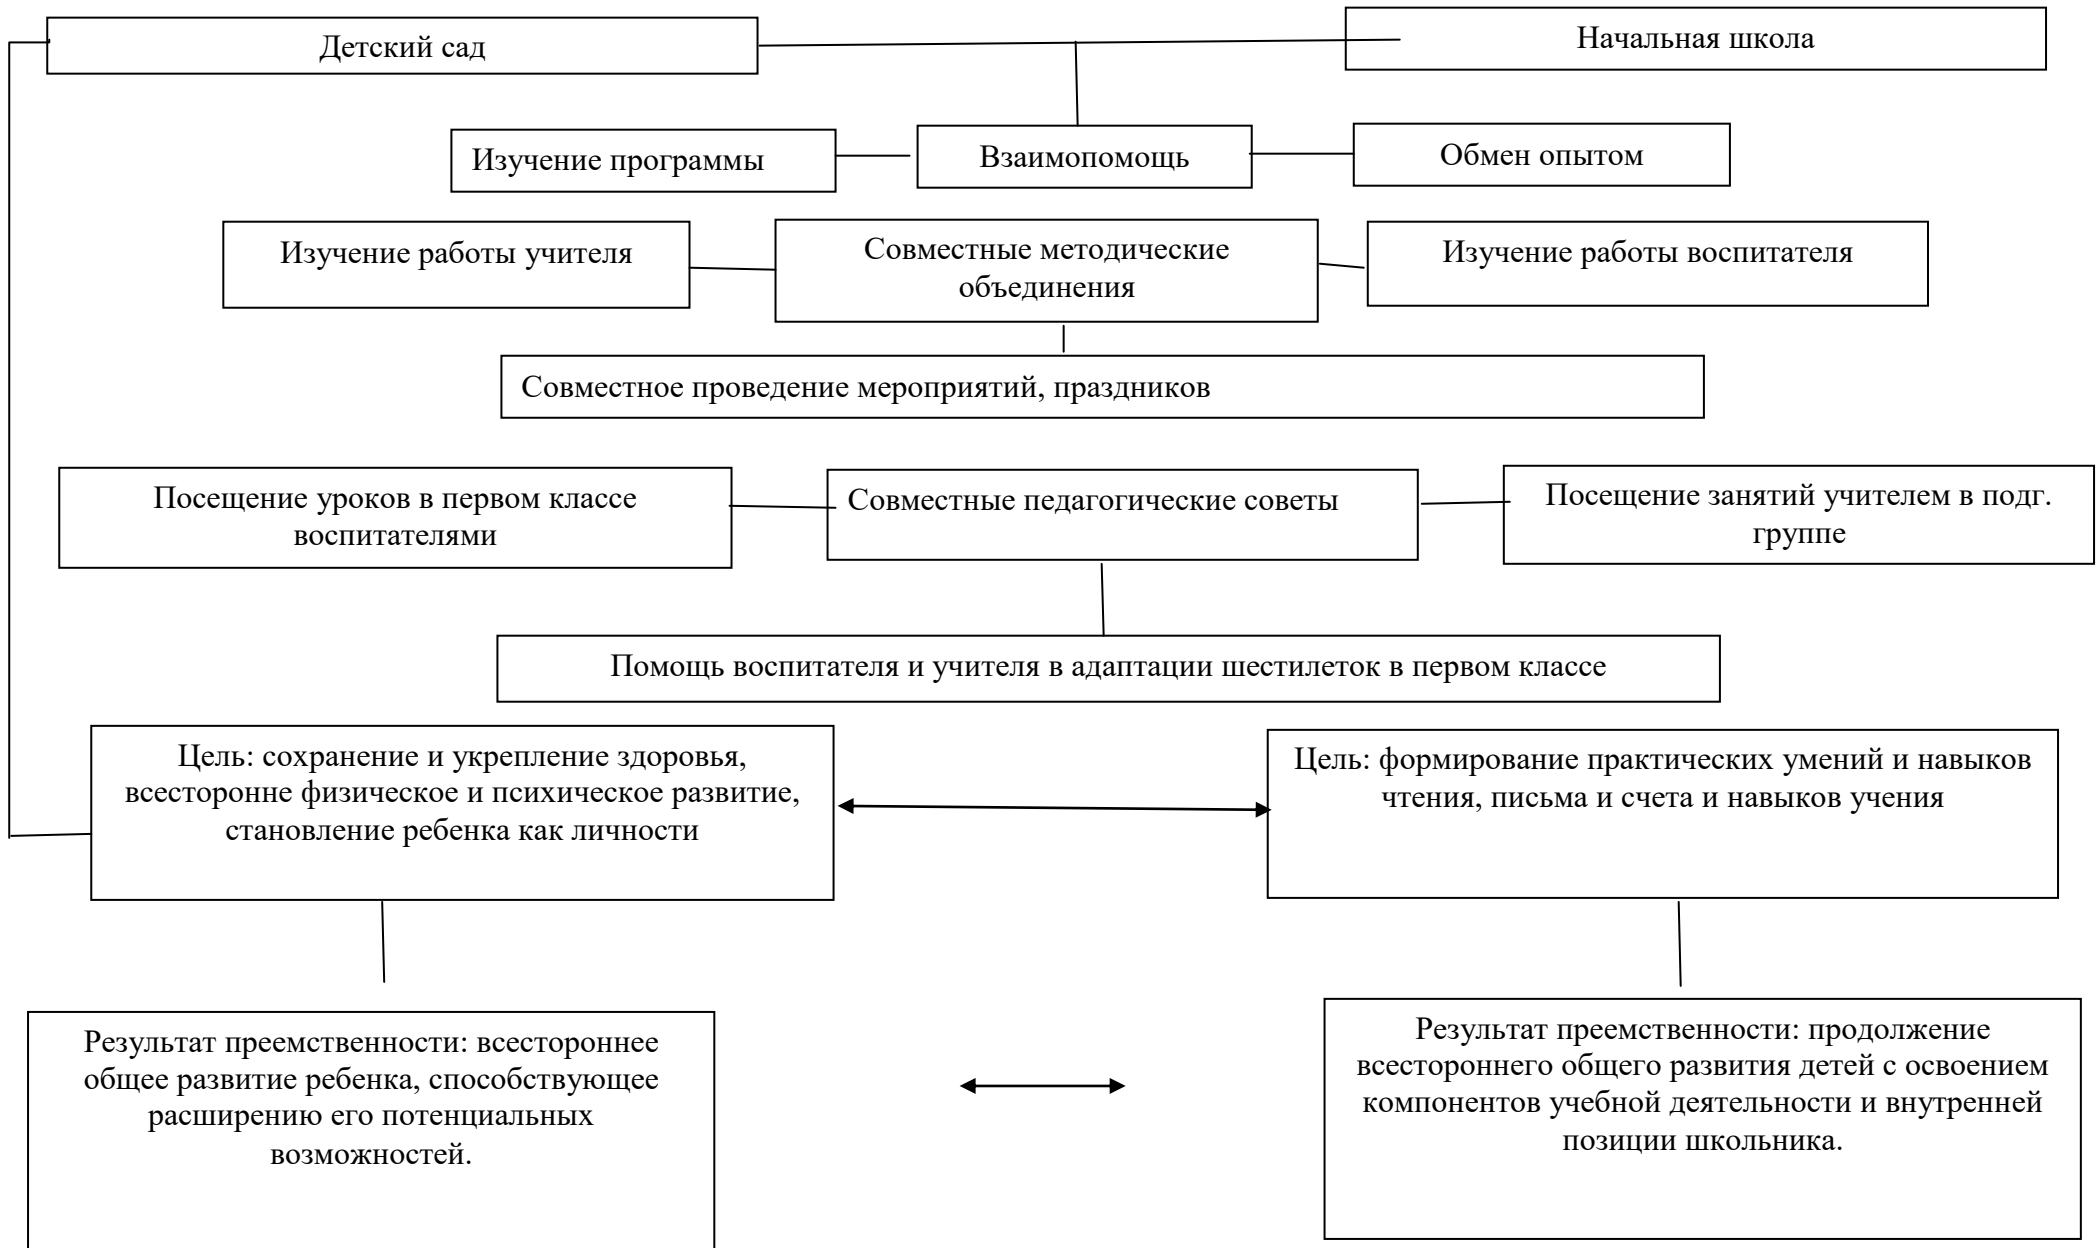 Детский сад
Начальная школа
Изучение программы
Взаимопомощь
Обмен опытом
Изучение работы учителя
Совместные методические
объединения
Изучение работы воспитателя
Совместное проведение мероприятий, праздников
Посещение уроков в первом классе
воспитателями
Совместные педагогические советы
Посещение занятий учителем в подг.
группе
Помощь воспитателя и учителя в адаптации шестилеток в первом классе
Цель: сохранение и укрепление здоровья,
всесторонне физическое и психическое развитие,
становление ребенка как личности
Цель: формирование практических умений и навыков
чтения, письма и счета и навыков учения
Результат преемственности: всестороннее
общее развитие ребенка, способствующее
расширению его потенциальных
возможностей.
Результат преемственности: продолжение
всестороннего общего развития детей с освоением
компонентов учебной деятельности и внутренней
позиции школьника.